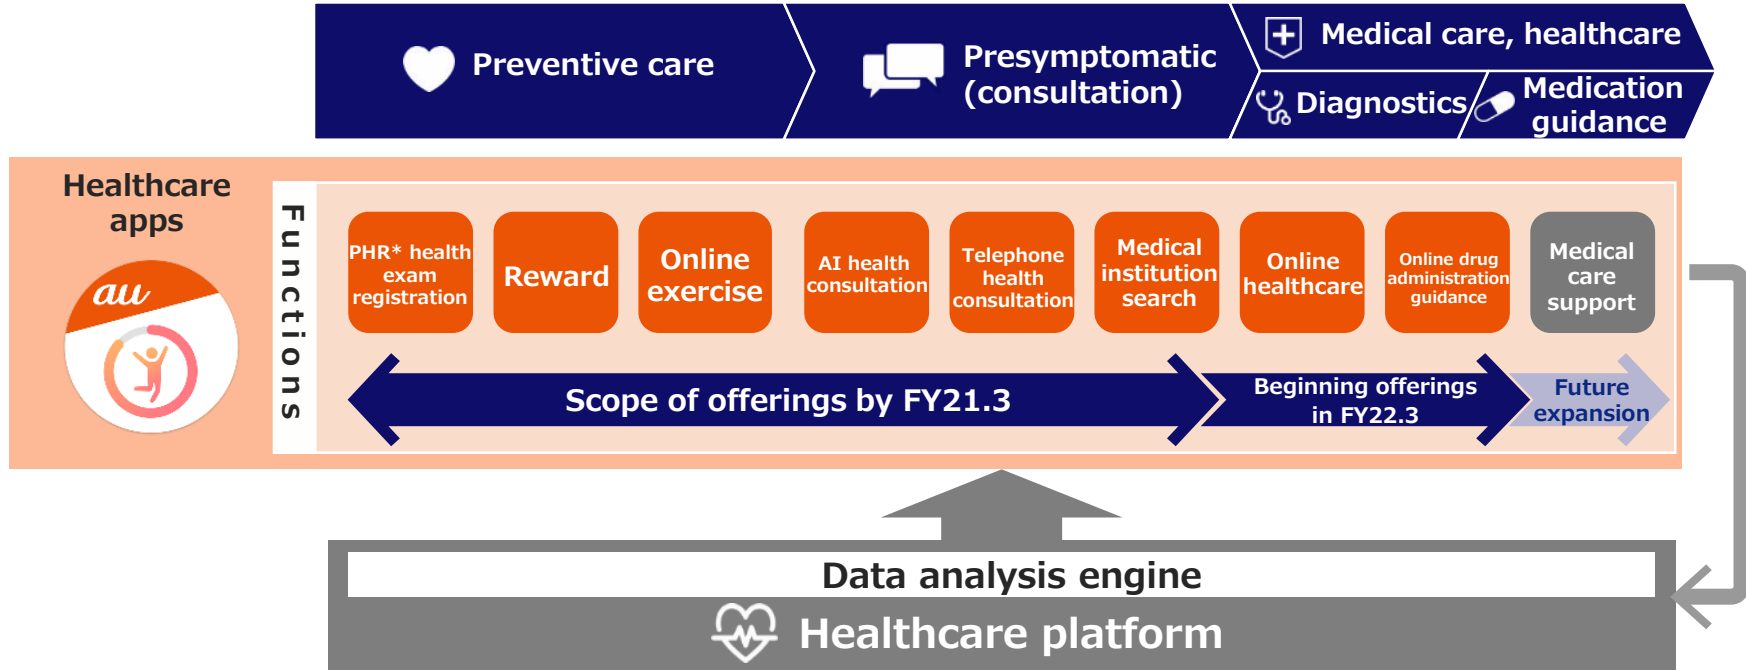 Preventive care
Presymptomatic
(consultation)
Medical care, healthcare
Diagnostics
Medication
guidance
Healthcare
apps
au
Functions
PHR* health
exam
registration
Reward
Online
exercise
AI health
consultation
Telephone
health
consultation
Medical
institution
search
Online
healthcare
Online drug
administration
guidance
Medical
care
support
Scope of offerings by FY21.3
Beginning offerings
in FY22.3
Future
expansion
Data analysis engine
Healthcare platform